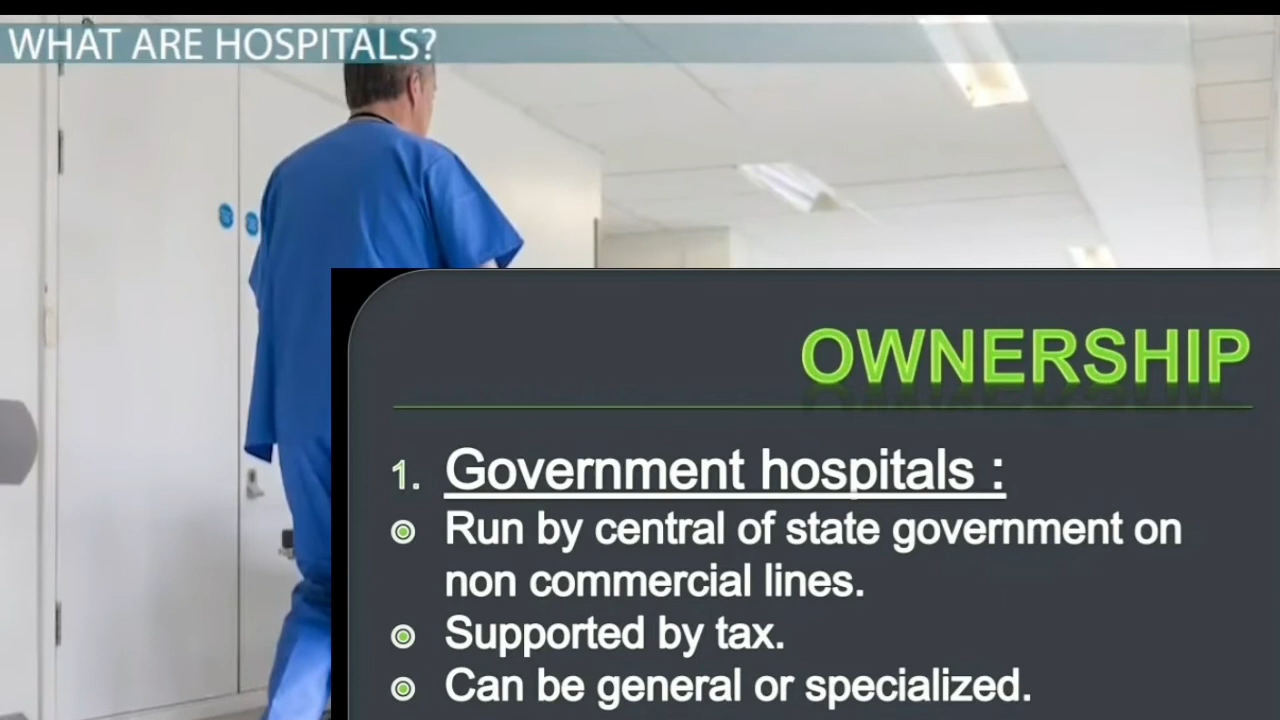 WHAT ARE HOSPITALS?
OWNERSHIP
1. Government hospitals :
Run by central of state government on
non commercial lines.
Supported by tax.
Can be general or specialized.